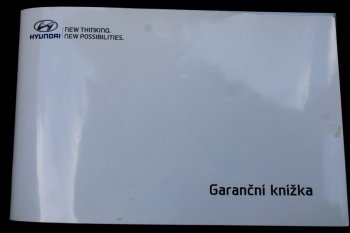 HYUNDAI
NEW THINKING.
NEW POSSIBILITIES.
Garanční knížka